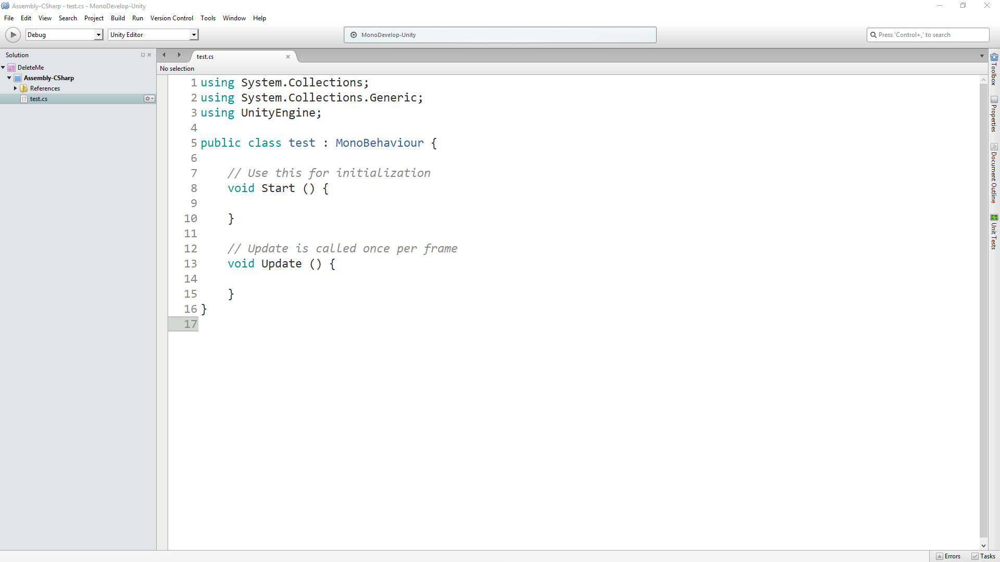 Assembly-CSharp - test.cs - MonoDevelop-Unity
File Edit View Search Project Build Run Version Control Tools Window Help
Debug Unity Editor MonoDevelop-Unity Press 'Control+,' to search
Solution
test.cs
No selection
DeleteMe
Assembly-CSharp
References
test.cs
1 using System.Collections;
2 using System.Collections.Generic;
3 using UnityEngine;
4
5 public class test : MonoBehaviour {
6
7 // Use this for initialization
8 void Start () {
9
10 }
11
12 // Update is called once per frame
13 void Update () {
14
15 }
16 }
17
Toolbox
Properties
Document Outline
Unit Tests
Errors Tasks